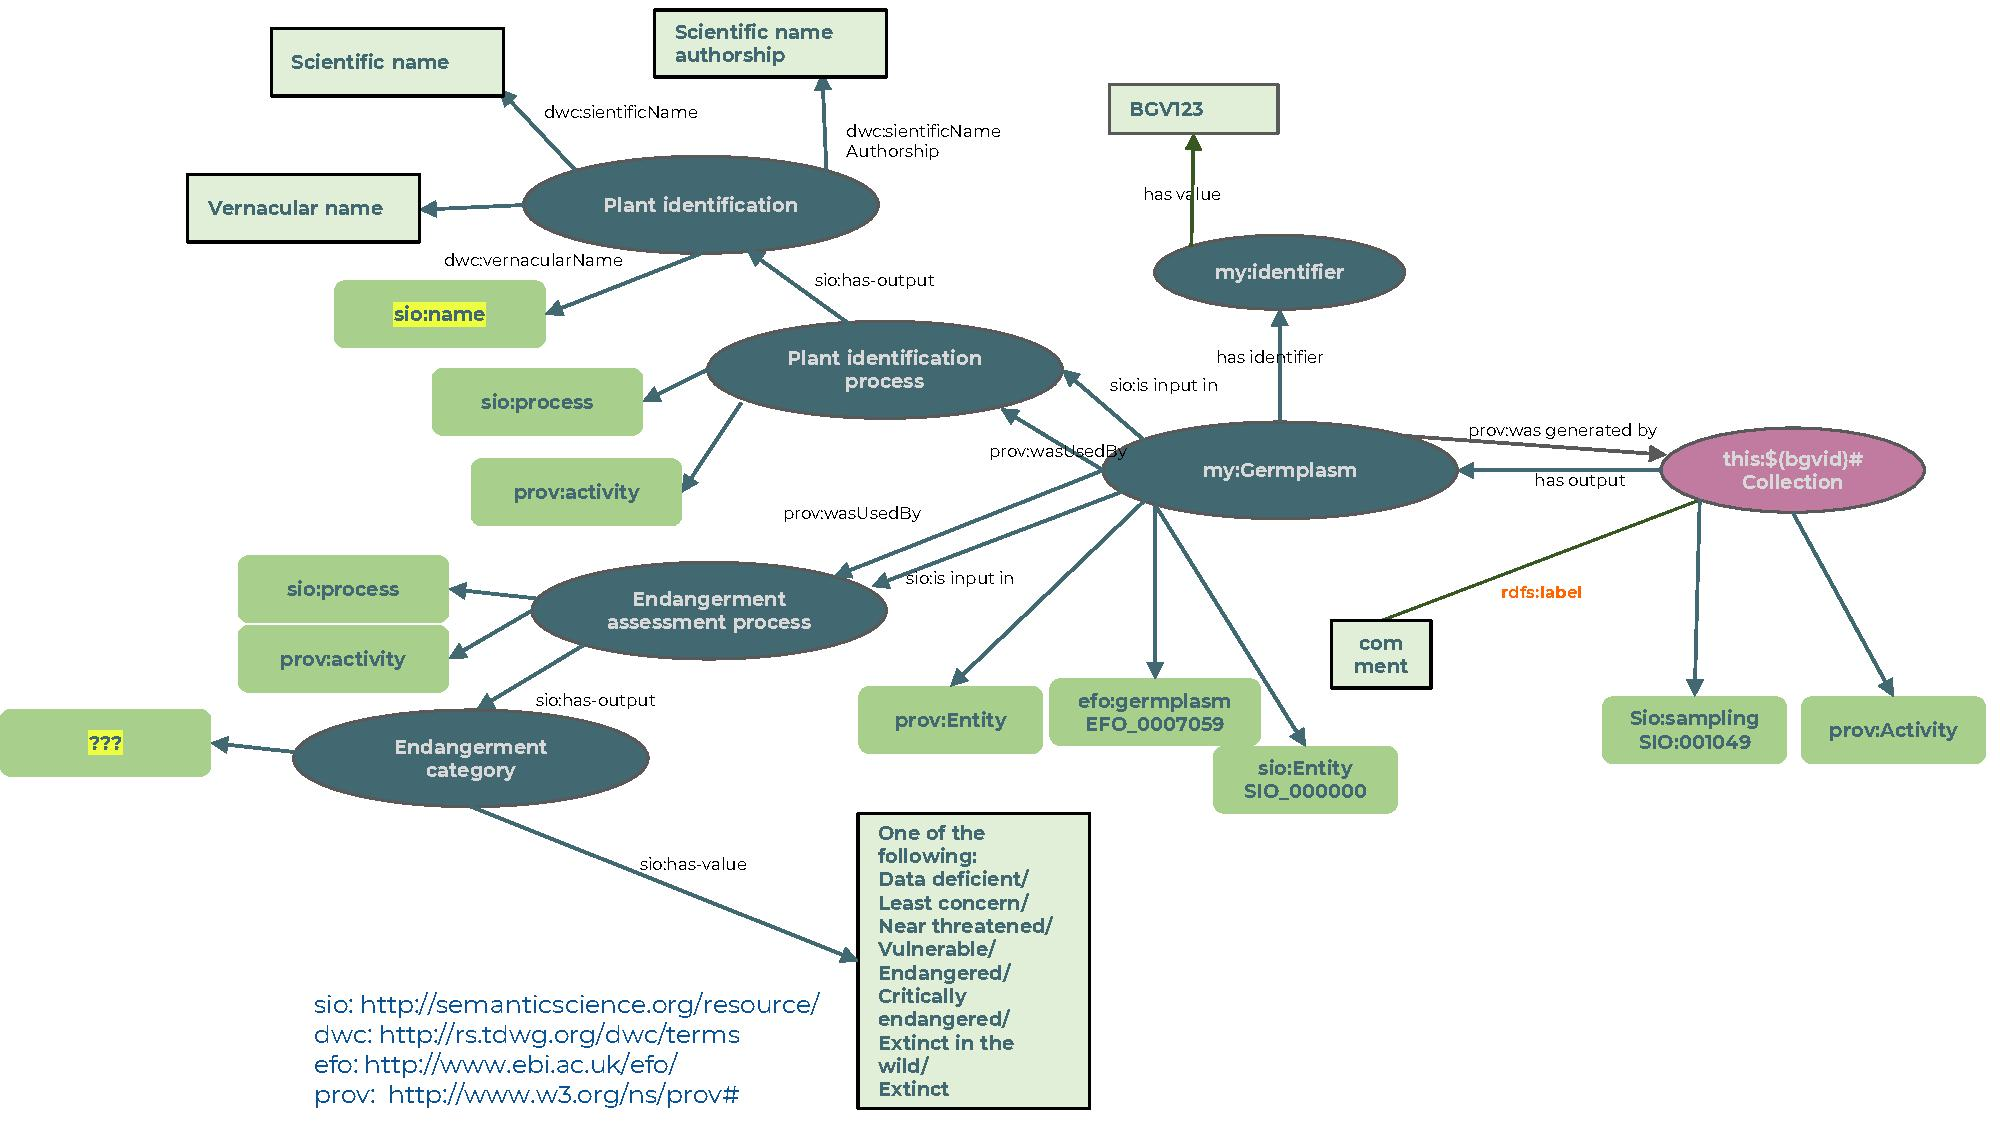 Scientific name
authorship
Scientific name
dwc:sientificName
BGV123
dwc:sientificName
Authorship
has value
Vernacular name
Plant identification
dwc:vernacularName
my:identifier
sio:has-output
sio:name
Plant identification
process
has identifier
sio:is input in
sio:process
prov:wasUsedBy
my:Germplasm
prov:was generated by
this:${bgvid}#
Collection
has output
prov:activity
prov:wasUsedBy
sio:is input in
sio:process
Endangerment
assessment process
rdfs:label
prov:activity
com
ment
sio:has-output
prov:Entity
efo:germplasm
EFO_0007059
Sio:sampling
SIO:001049
prov:Activity
???
Endangerment
category
sio:Entity
SIO_000000
sio:has-value
One of the
following:
Data deficient/
Least concern/
Near threatened/
Vulnerable/
Endangered/
Critically
endangered/
Extinct in the
wild/
Extinct
sio: http://semanticscience.org/resource/
dwc: http://rs.tdwg.org/dwc/terms
efo: http://www.ebi.ac.uk/efo/
prov:  http://www.w3.org/ns/prov#